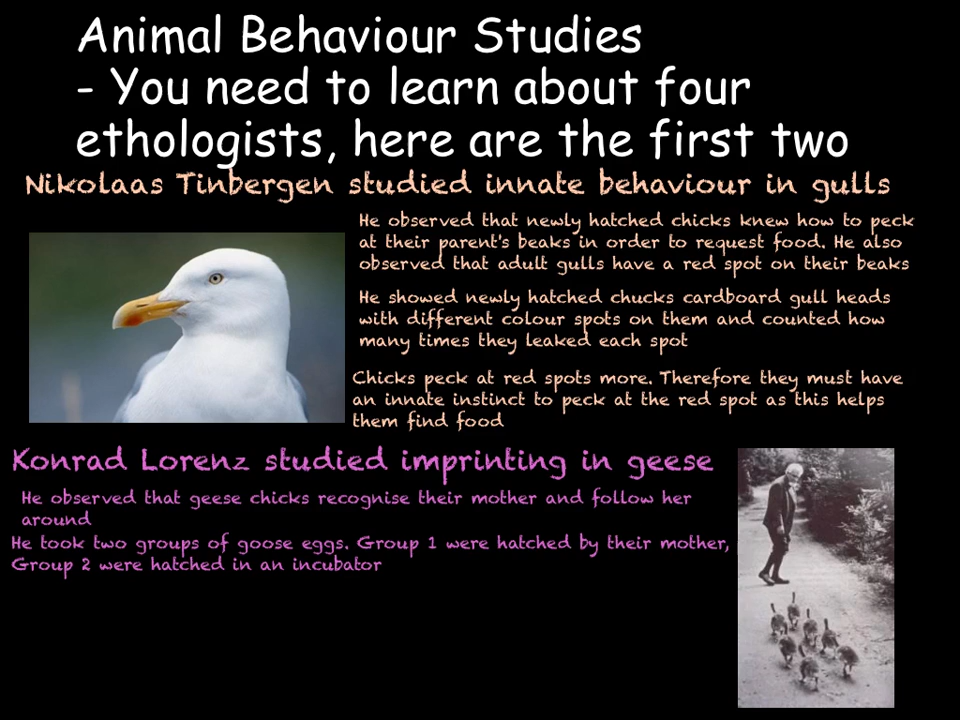 Animal Behaviour Studies
- You need to learn about four
ethologists, here are the first two
Nikolaas Tinbergen studied innate behaviour in gulls
He observed that newly hatched chicks knew how to peck
at their parent's beaks in order to request food. He also
observed that adult gulls have a red spot on their beaks
He showed newly hatched chucks cardboard gull heads
with different colour spots on them and counted how
many times they leaked each spot
Chicks peck at red spots more. Therefore they must have
an innate instinct to peck at the red spot as this helps
them find food
Konrad Lorenz studied imprinting in geese
He observed that geese chicks recognise their mother and follow her
around
He took two groups of goose eggs. Group 1 were hatched by their mother,
Group 2 were hatched in an incubator